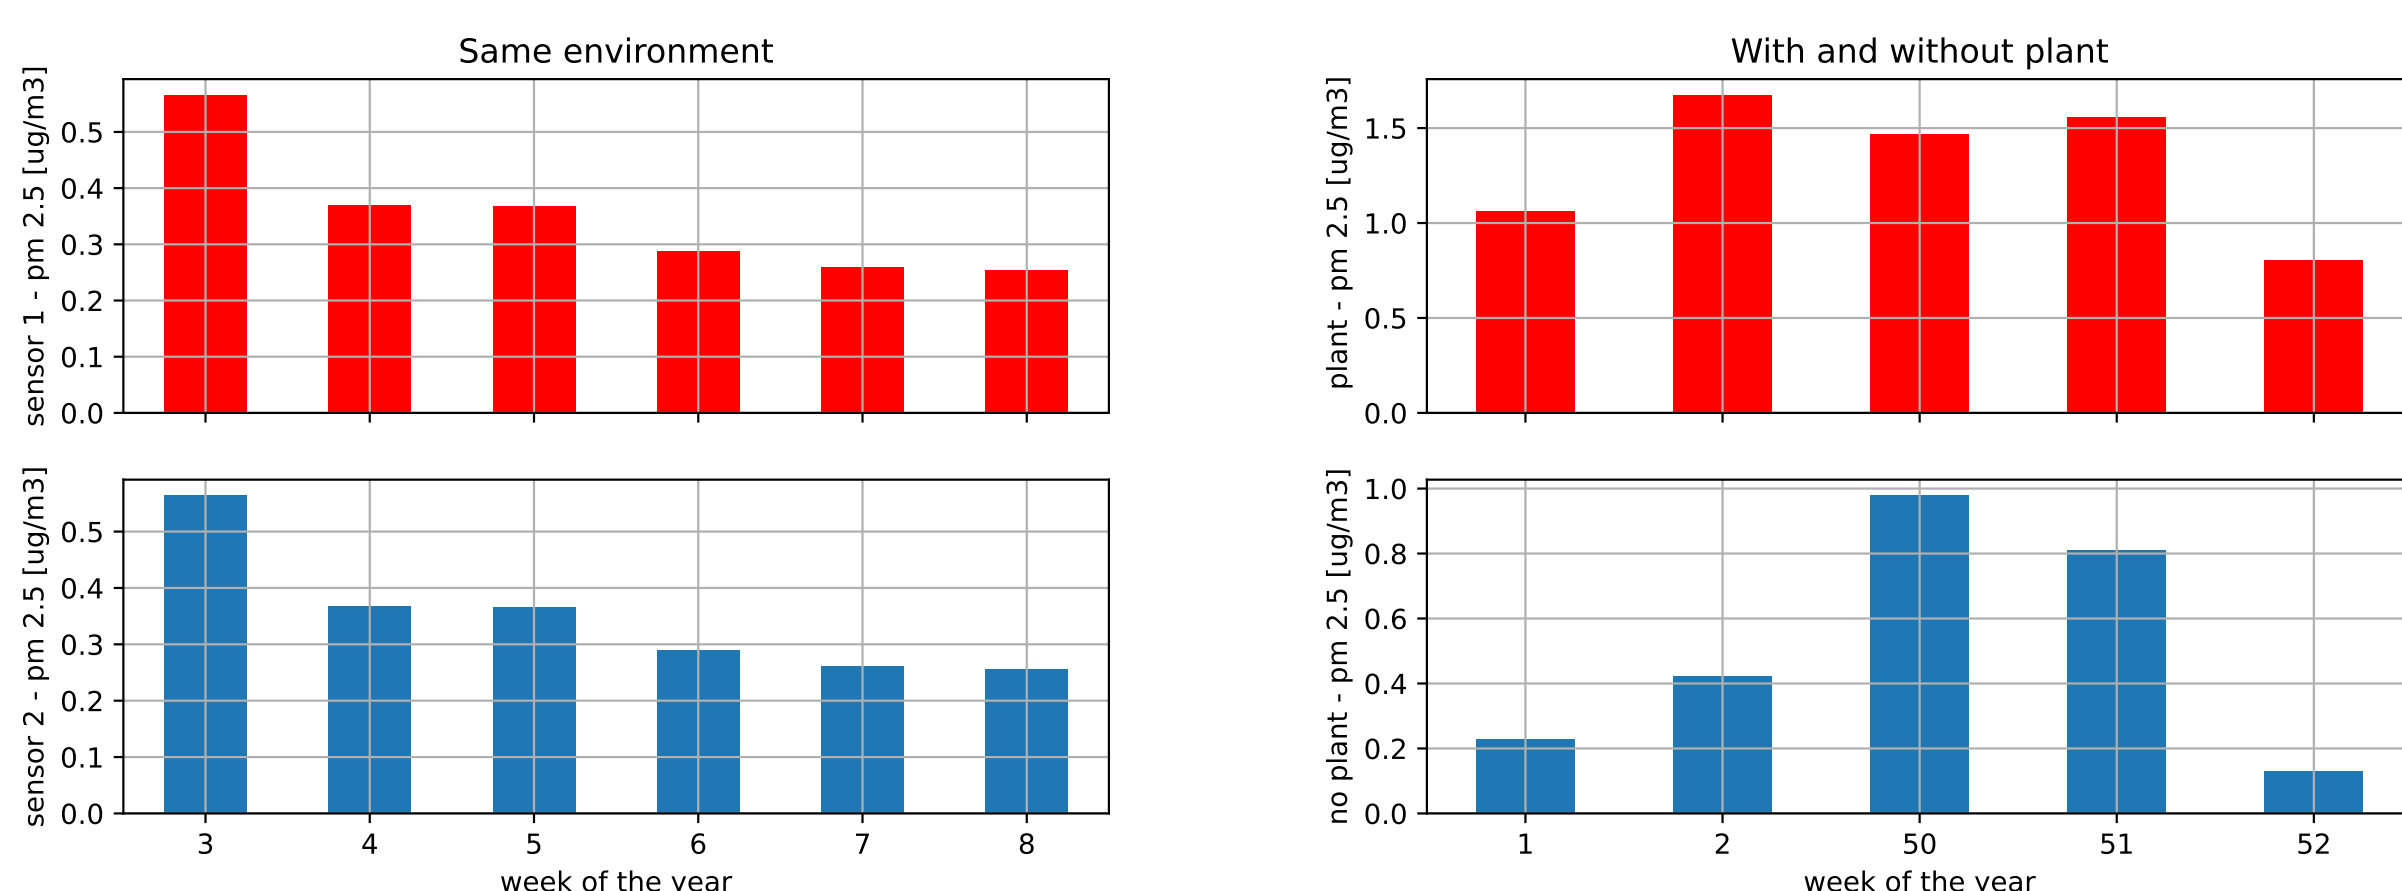 Same environment
sensor 1 - pm 2.5 [ug/m3]
0.5
0.4
0.3
0.2
0.1
0.0
With and without plant
plant - pm 2.5 [ug/m3]
1.5
1.0
0.5
0.0
sensor 2 - pm 2.5 [ug/m3]
0.5
0.4
0.3
0.2
0.1
0.0
3 4 5 6 7 8
week of the year
no plant - pm 2.5 [ug/m3]
1.0
0.8
0.6
0.4
0.2
0.0
1 2 50 51 52
week of the year